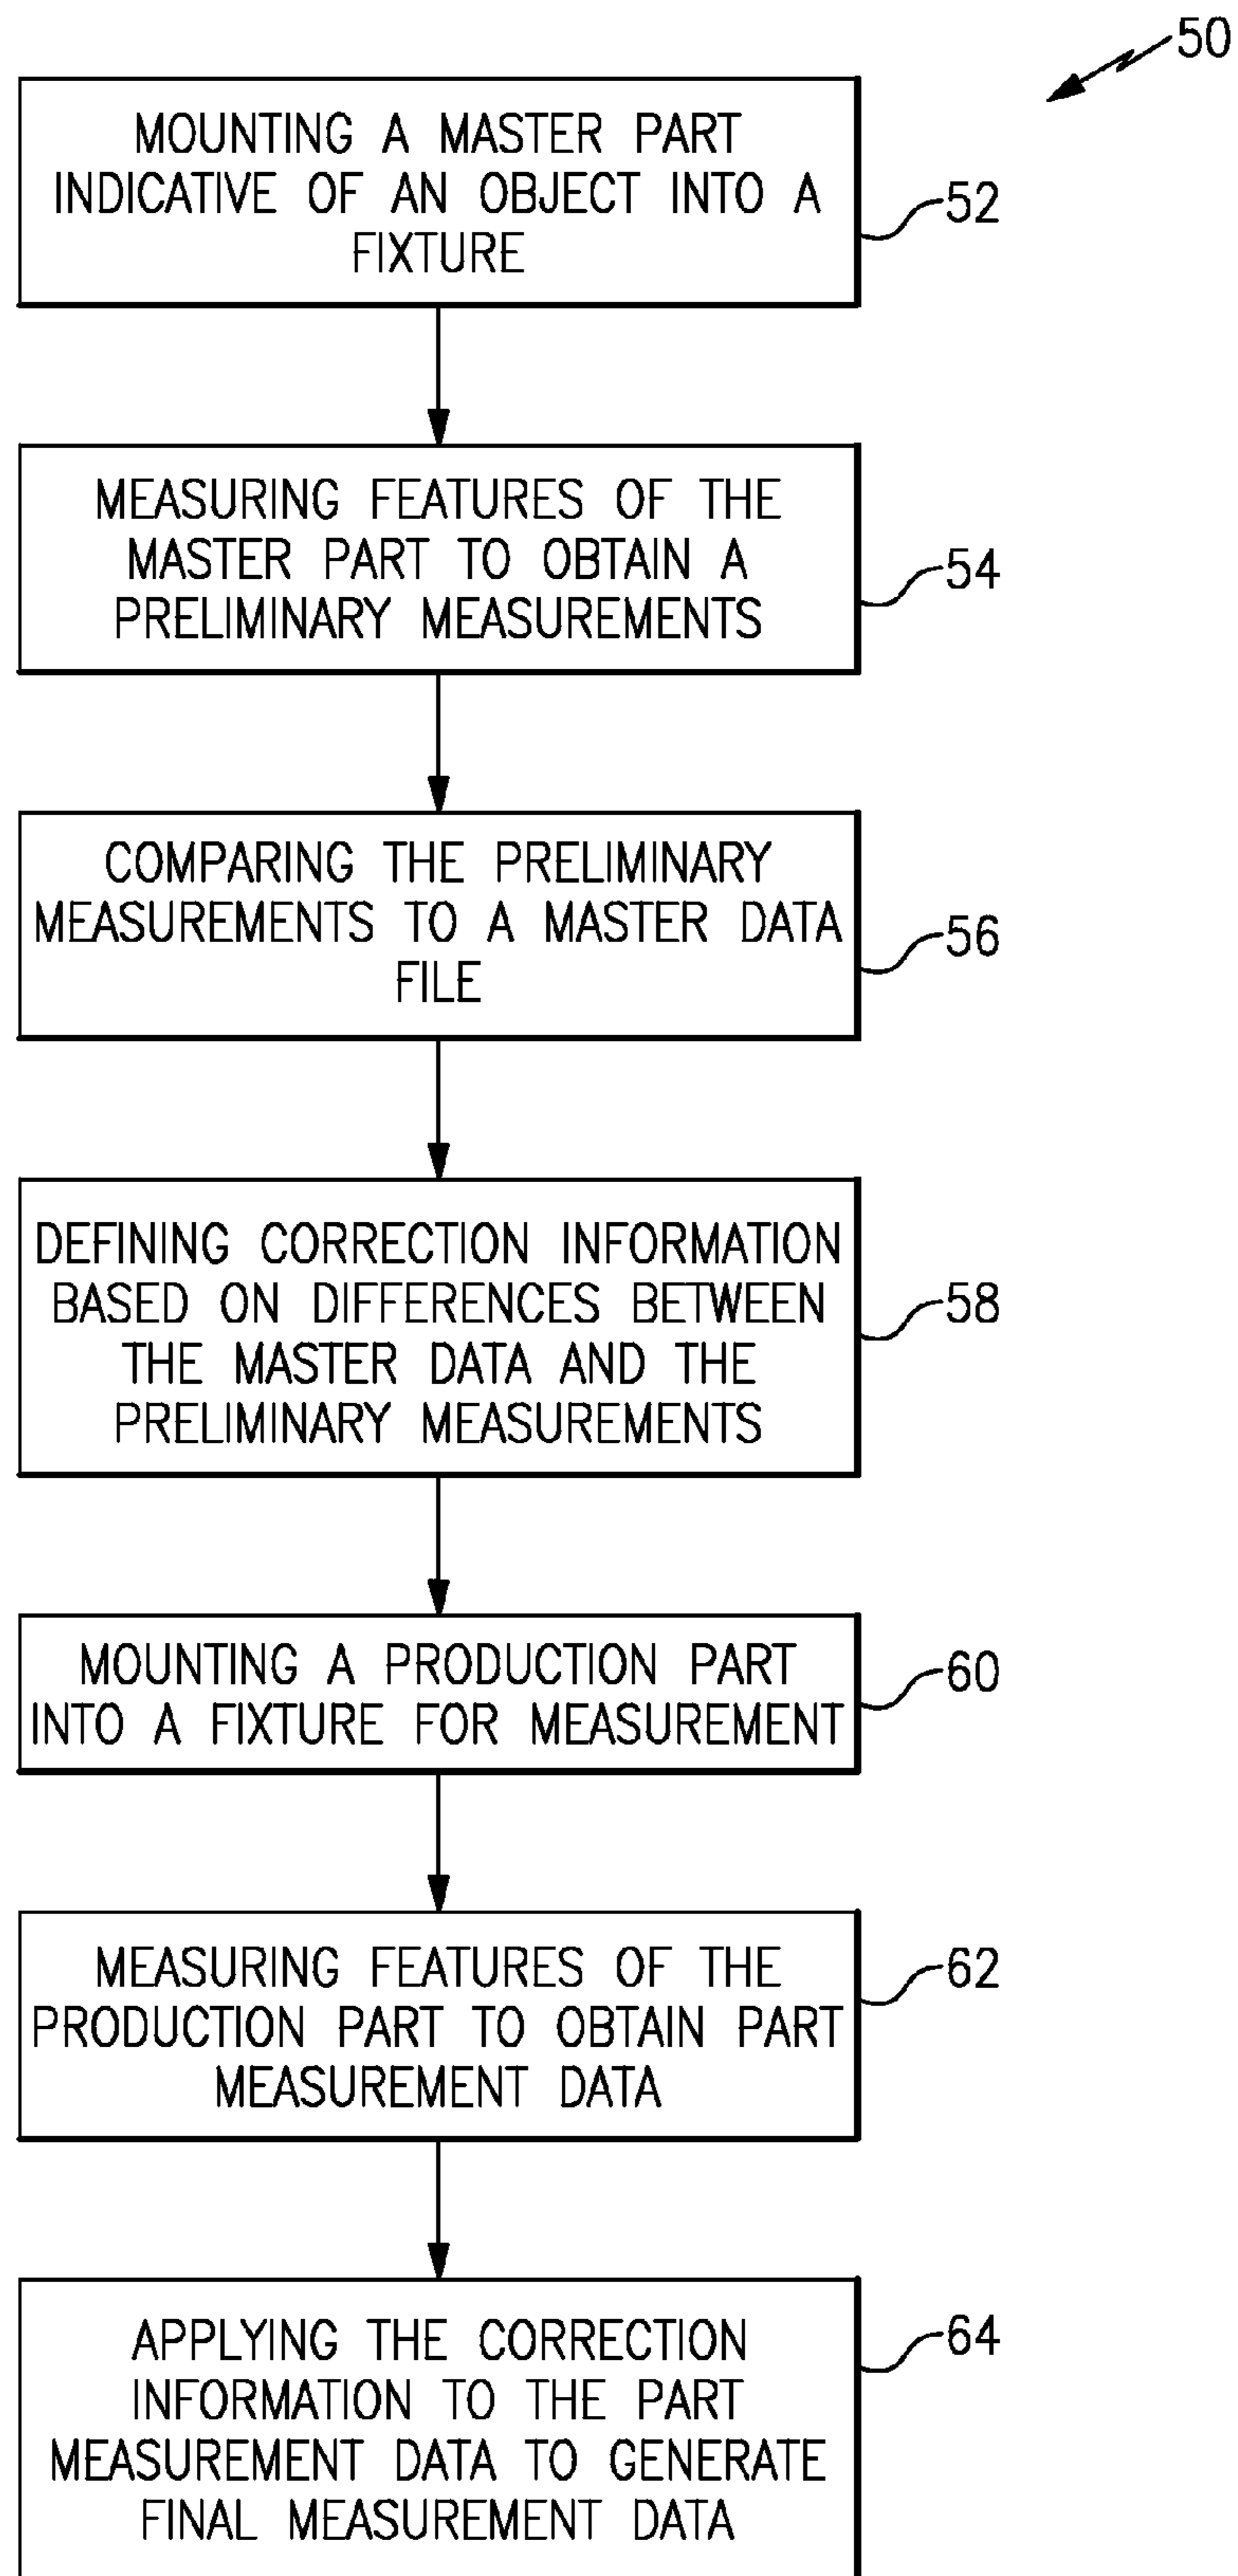 50
MOUNTING A MASTER PART
INDICATIVE OF AN OBJECT INTO A
FIXTURE
52
MEASURING FEATURES OF THE
MASTER PART TO OBTAIN A
PRELIMINARY MEASUREMENTS
54
COMPARING THE PRELIMINARY
MEASUREMENTS TO A MASTER DATA
FILE
56
DEFINING CORRECTION INFORMATION
BASED ON DIFFERENCES BETWEEN
THE MASTER DATA AND THE
PRELIMINARY MEASUREMENTS
58
MOUNTING A PRODUCTION PART
INTO A FIXTURE FOR MEASUREMENT
60
MEASURING FEATURES OF THE
PRODUCTION PART TO OBTAIN PART
MEASUREMENT DATA
62
APPLYING THE CORRECTION
INFORMATION TO THE PART
MEASUREMENT DATA TO GENERATE
FINAL MEASUREMENT DATA
64